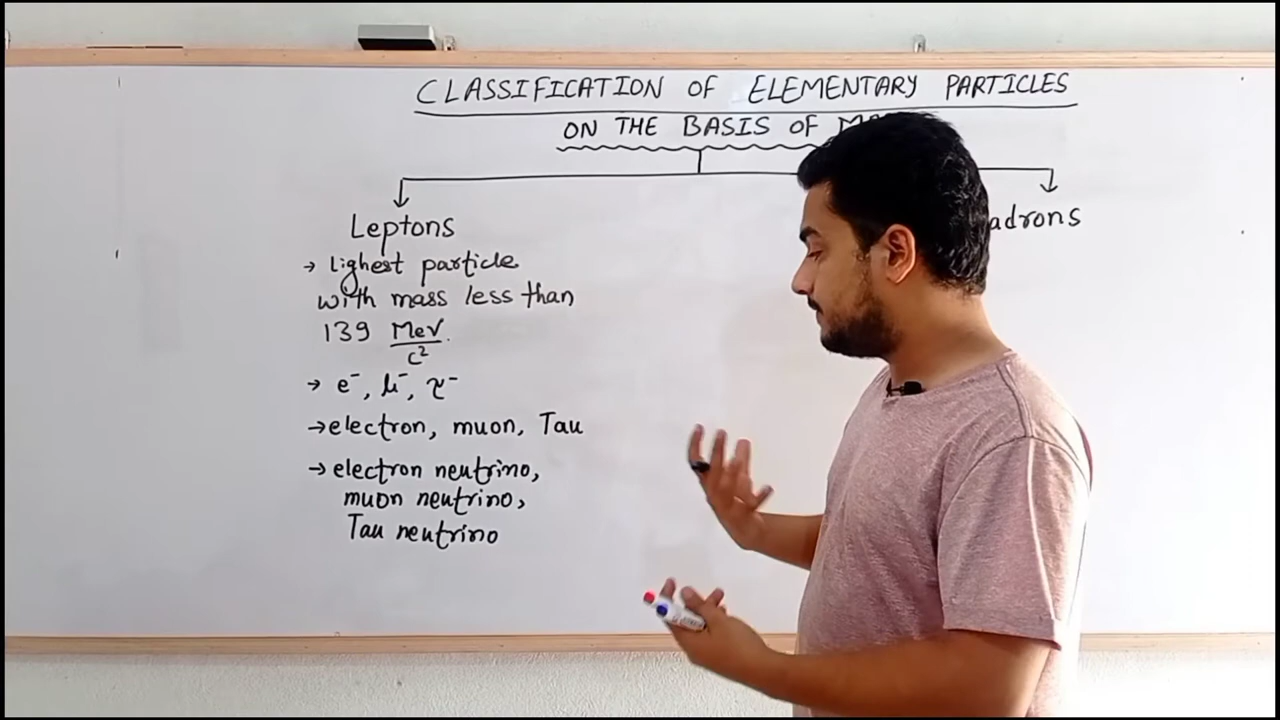 CLASSIFICATION OF ELEMENTARY PARTICLES
ON THE BASIS OF
Leptons
adrons
→ lighest particle
with mass less than
139 MeV/c²
→ e⁻, μ⁻, τ⁻
→ electron, muon, Tau
→ electron neutrino,
muon neutrino,
Tau neutrino